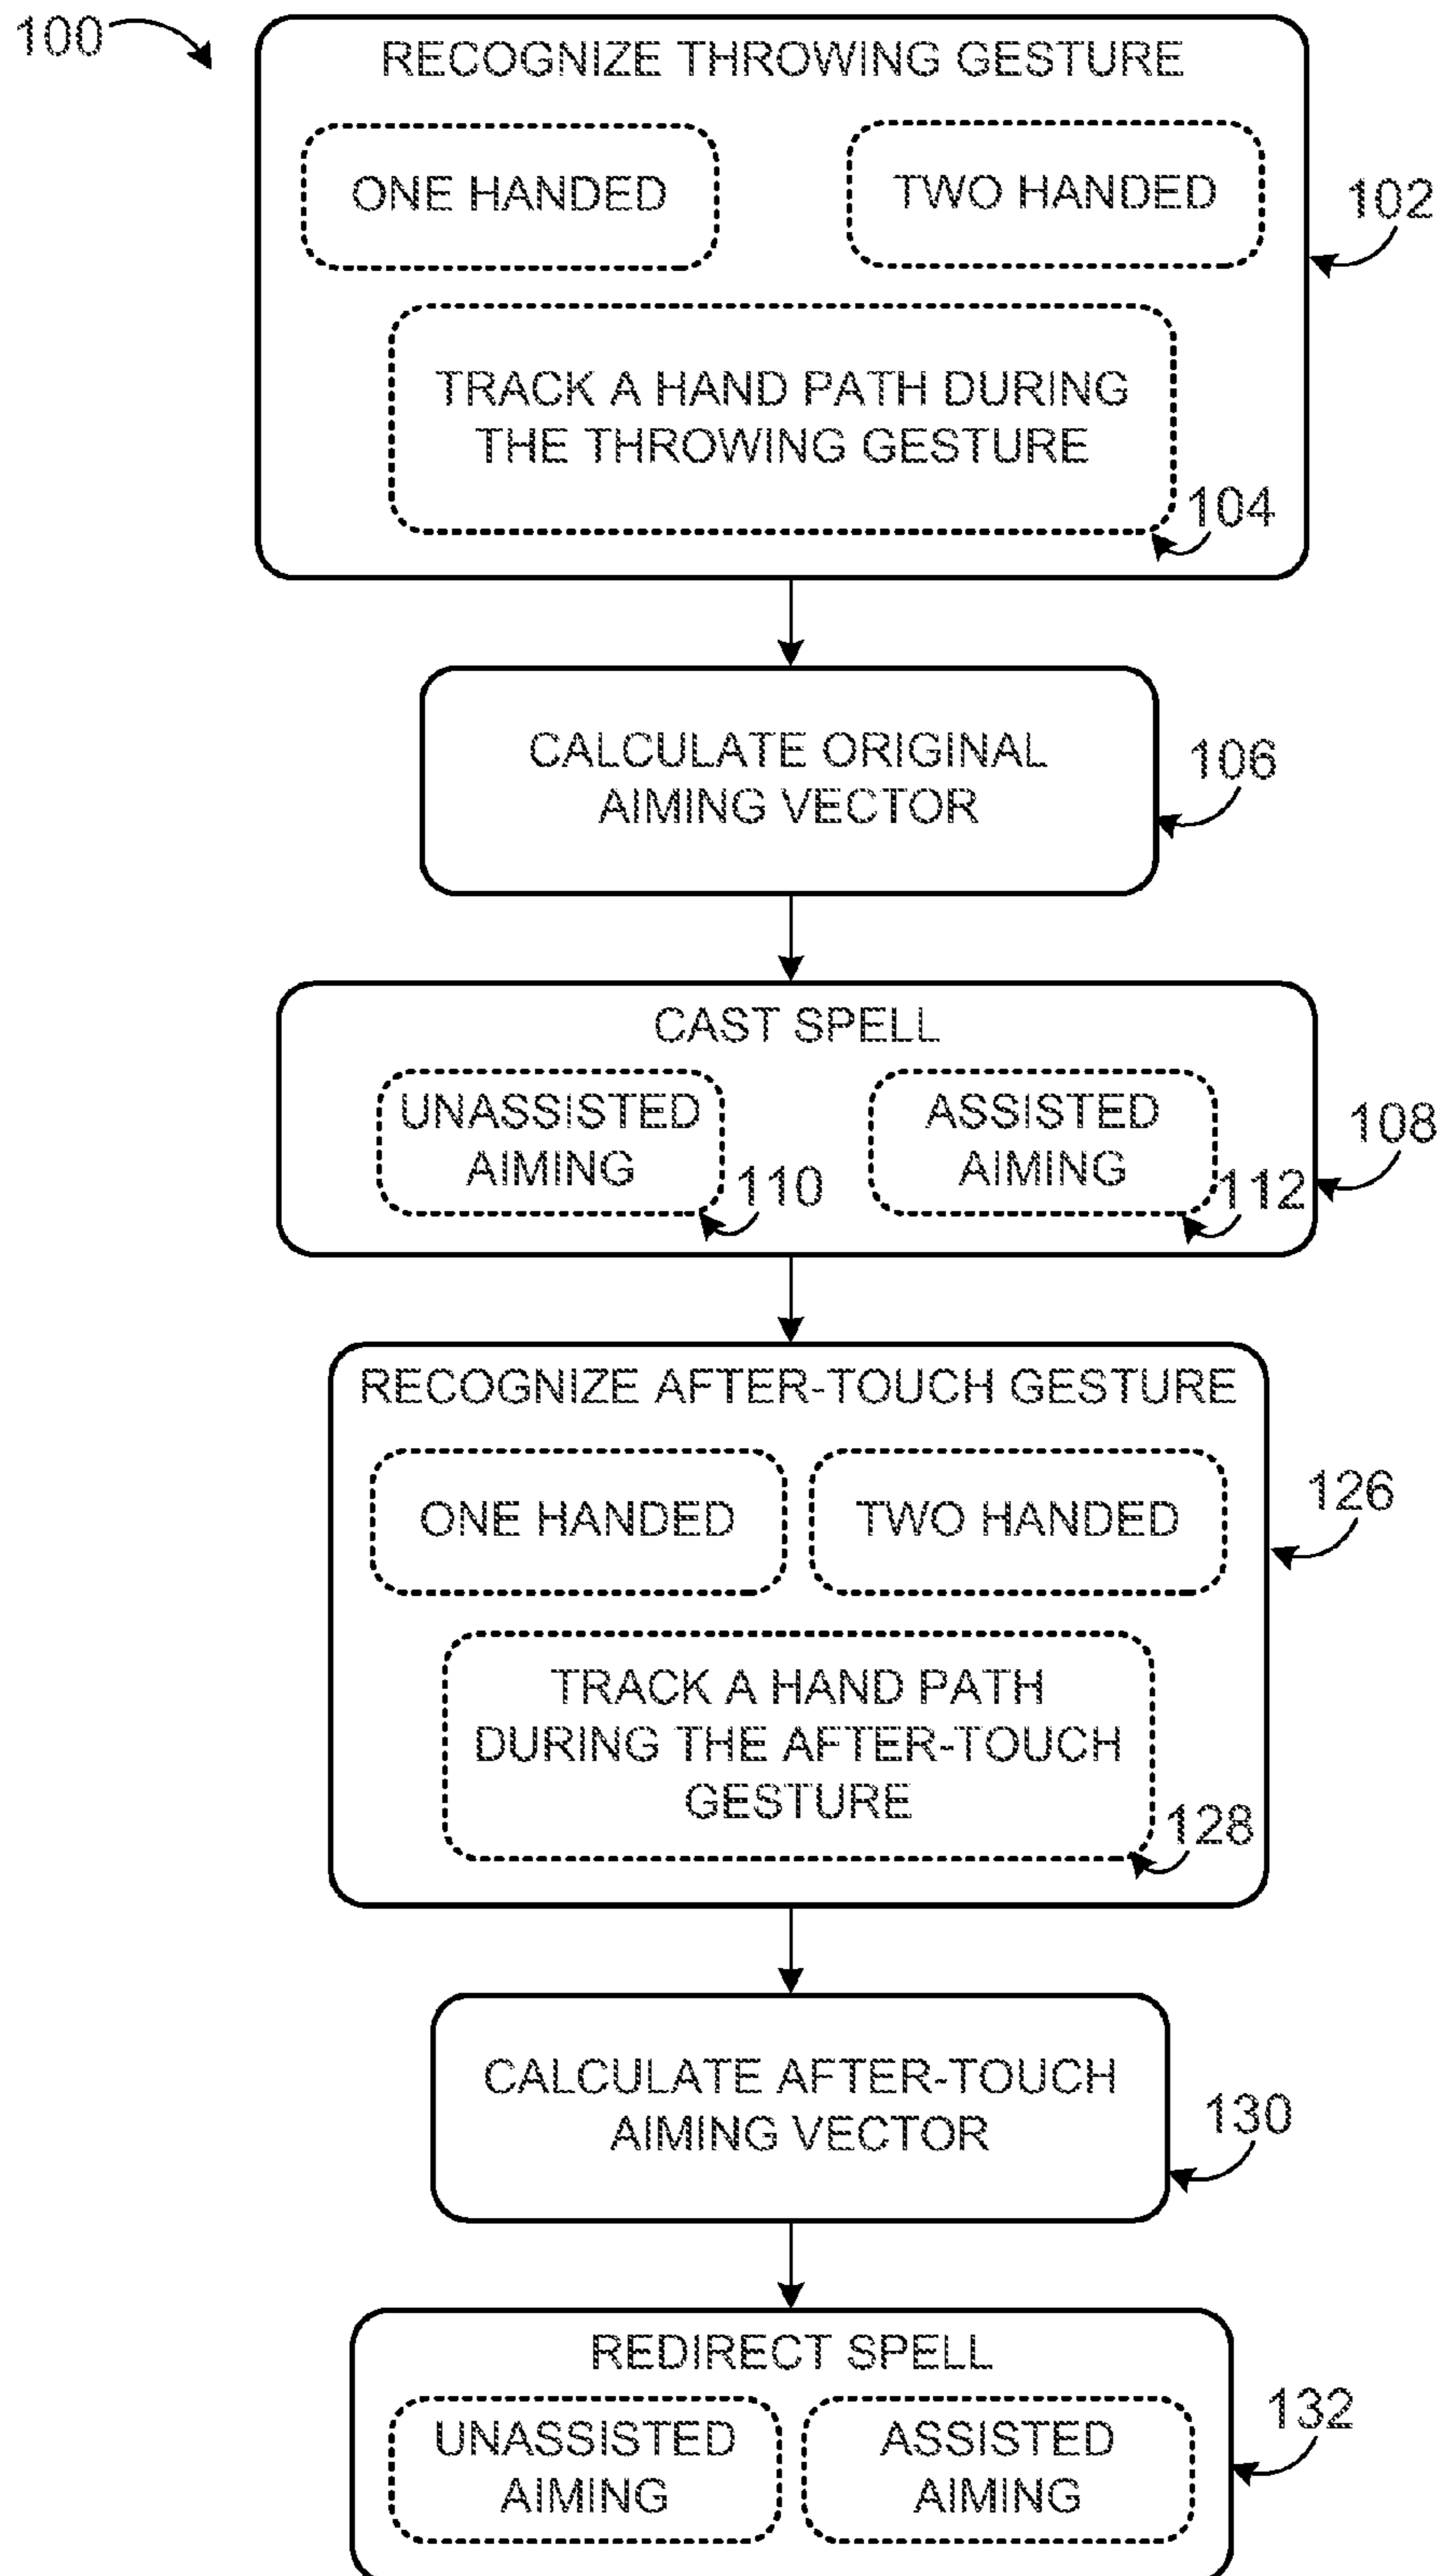 100
RECOGNIZE THROWING GESTURE
ONE HANDED
TWO HANDED
102
TRACK A HAND PATH DURING
THE THROWING GESTURE
104
CALCULATE ORIGINAL
AIMING VECTOR
106
CAST SPELL
UNASSISTED
AIMING
110
ASSISTED
AIMING
112
108
RECOGNIZE AFTER-TOUCH GESTURE
ONE HANDED
TWO HANDED
126
TRACK A HAND PATH
DURING THE AFTER-TOUCH
GESTURE
128
CALCULATE AFTER-TOUCH
AIMING VECTOR
130
REDIRECT SPELL
UNASSISTED
AIMING
ASSISTED
AIMING
132